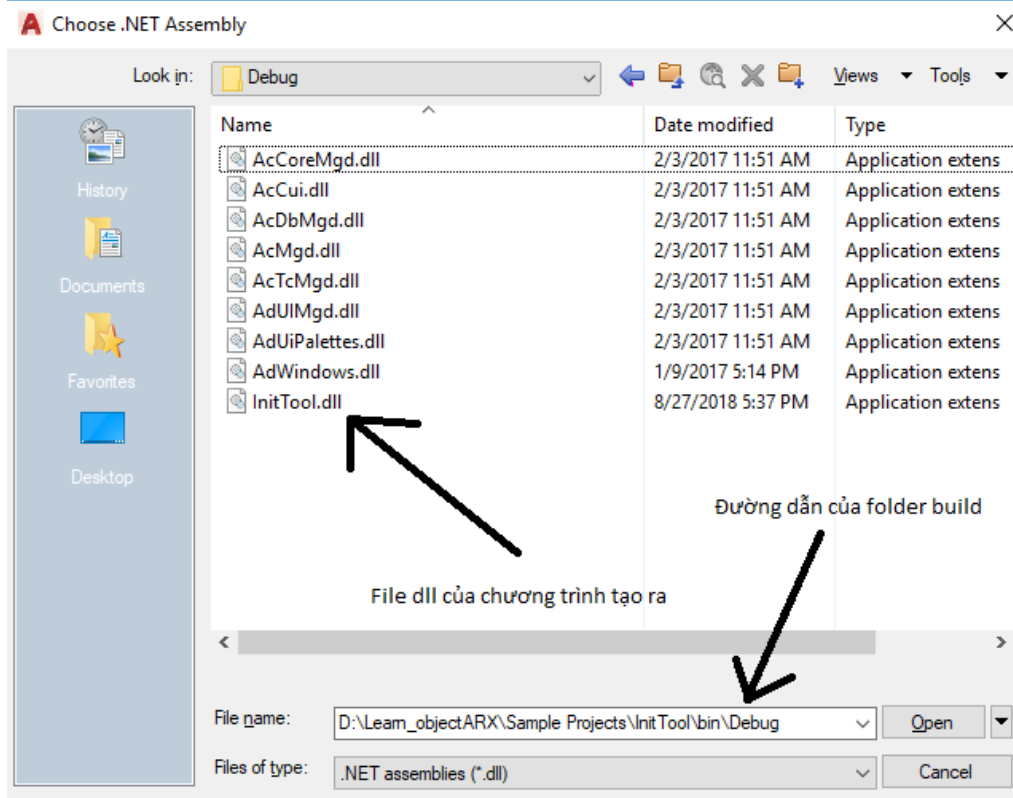 Choose .NET Assembly
Look in: Debug Views Tools
Name Date modified Type
AcCoreMgd.dll 2/3/2017 11:51 AM Application extens
AcCui.dll 2/3/2017 11:51 AM Application extens
AcDbMgd.dll 2/3/2017 11:51 AM Application extens
AcMgd.dll 2/3/2017 11:51 AM Application extens
AcTcMgd.dll 2/3/2017 11:51 AM Application extens
AdUIMgd.dll 2/3/2017 11:51 AM Application extens
AdUiPalettes.dll 2/3/2017 11:51 AM Application extens
AdWindows.dll 1/9/2017 5:14 PM Application extens
InitTool.dll 8/27/2018 5:37 PM Application extens
History
Documents
Favorites
Desktop
Đường dẫn của folder build
File dll của chương trình tạo ra
File name: D:\Learn_objectARX\Sample Projects\InitTool\bin\Debug Open
Files of type: .NET assemblies (*.dll) Cancel